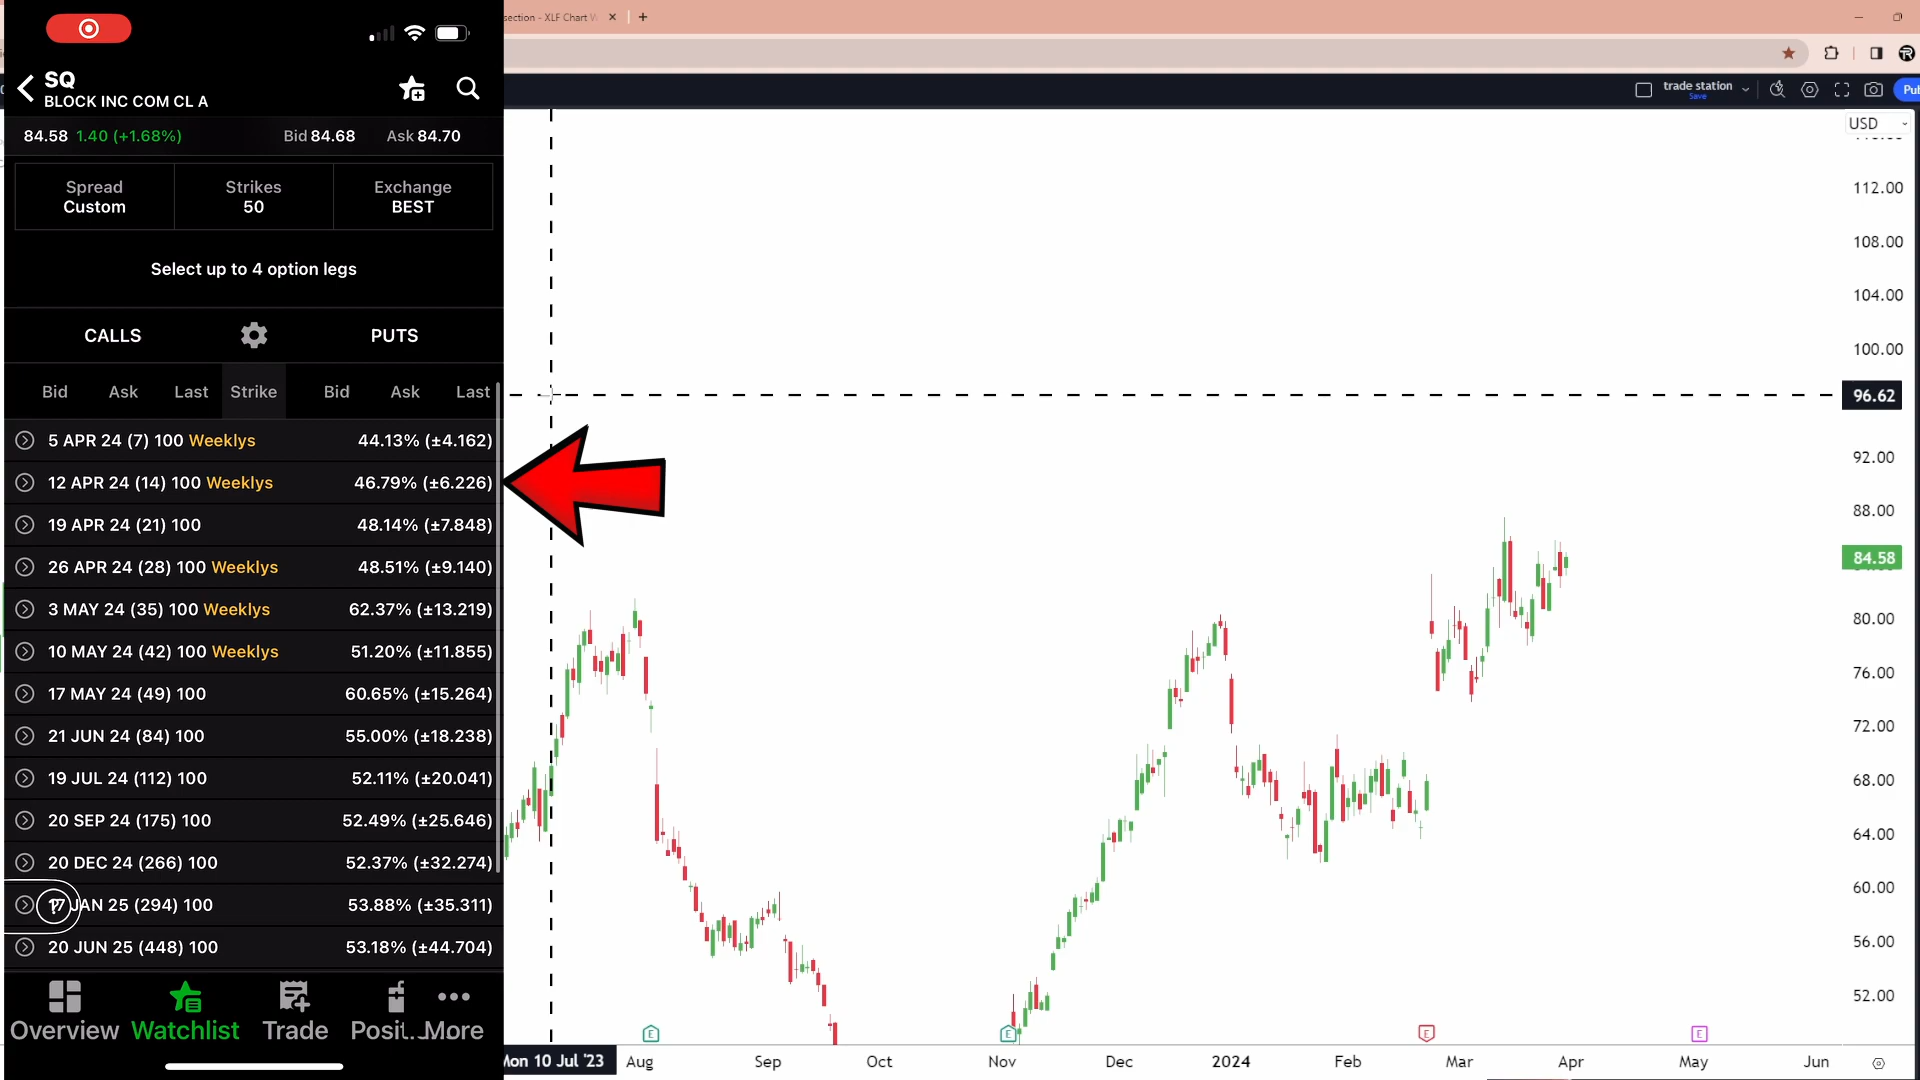 SQ
BLOCK INC COM CL A
84.58 1.40 (+1.68%) Bid 84.68 Ask 84.70
Spread Strikes Exchange
Custom 50 BEST
Select up to 4 option legs
CALLS PUTS
Bid Ask Last Strike Bid Ask Last
5 APR 24 (7) 100 Weeklys 44.13% (±4.162)
12 APR 24 (14) 100 Weeklys 46.79% (±6.226)
19 APR 24 (21) 100 48.14% (±7.848)
26 APR 24 (28) 100 Weeklys 48.51% (±9.140)
3 MAY 24 (35) 100 Weeklys 62.37% (±13.219)
10 MAY 24 (42) 100 Weeklys 51.20% (±11.855)
17 MAY 24 (49) 100 60.65% (±15.264)
21 JUN 24 (84) 100 55.00% (±18.238)
19 JUL 24 (112) 100 52.11% (±20.041)
20 SEP 24 (175) 100 52.49% (±25.646)
20 DEC 24 (266) 100 52.37% (±32.274)
17 JAN 25 (294) 100 53.88% (±35.311)
20 JUN 25 (448) 100 53.18% (±44.704)
Overview Watchlist Trade Posit... More
section - XLF Chart
trade station
Save
Pub
USD
112.00
108.00
104.00
100.00
96.62
92.00
88.00
84.58
80.00
76.00
72.00
68.00
64.00
60.00
56.00
52.00
E E E E
Mon 10 Jul '23 Aug Sep Oct Nov Dec 2024 Feb Mar Apr May Jun